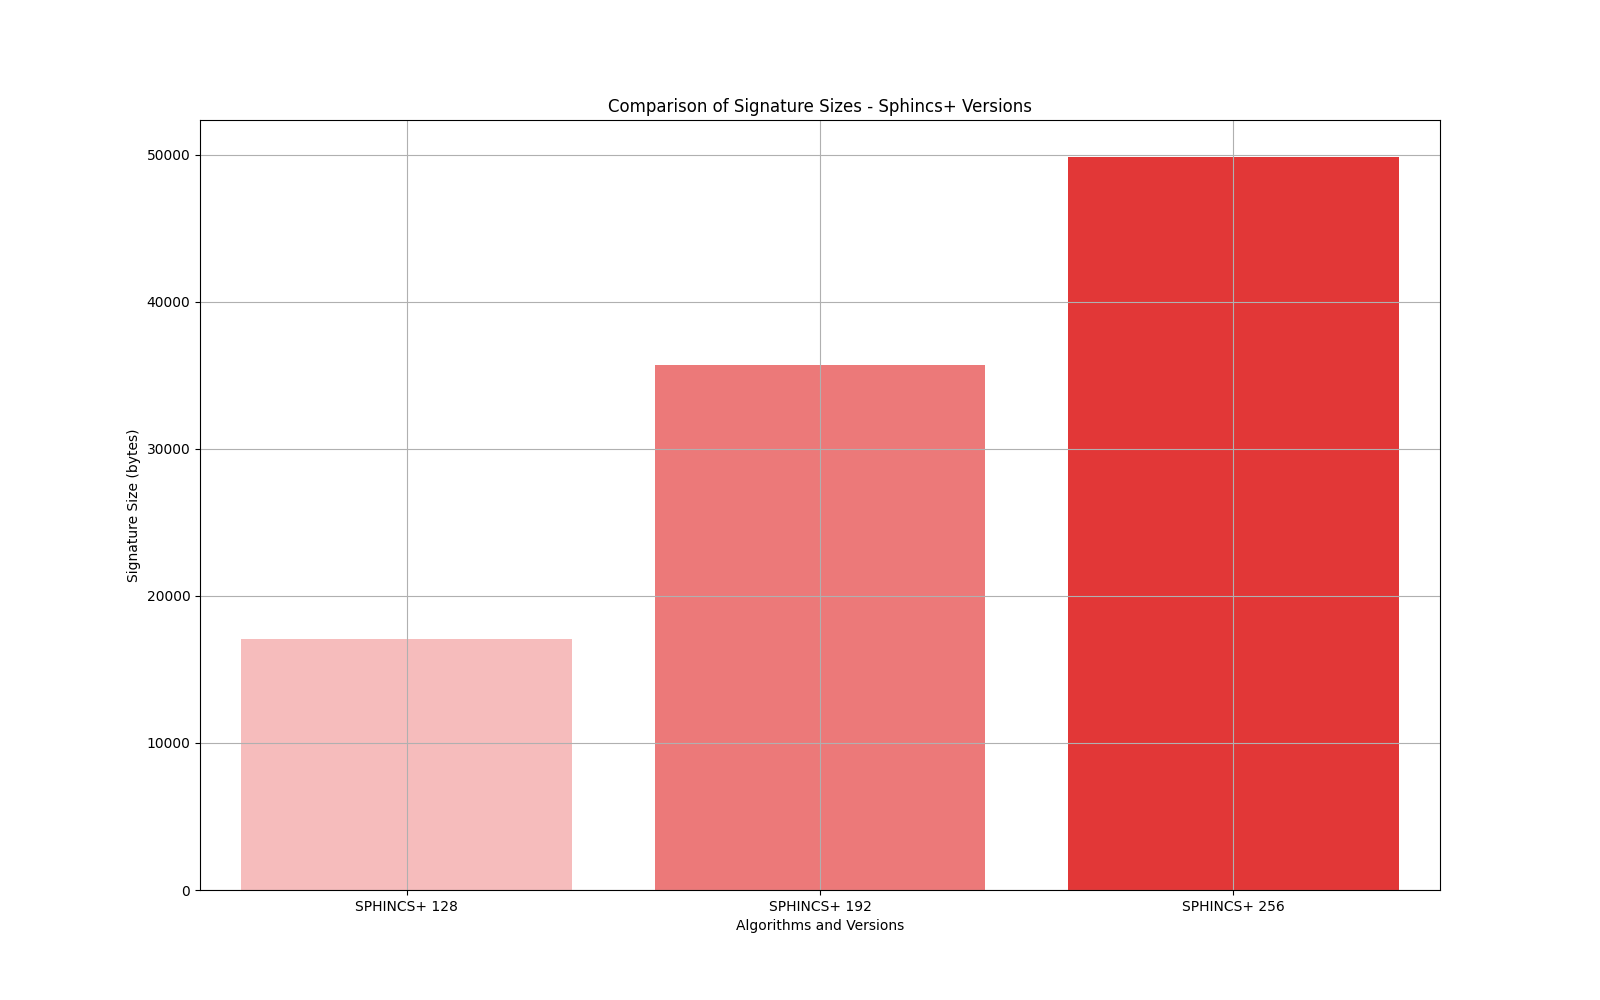 Comparison of Signature Sizes - Sphincs+ Versions
50000
40000
30000
20000
10000
0
Signature Size (bytes)
SPHINCS+ 128
SPHINCS+ 192
SPHINCS+ 256
Algorithms and Versions